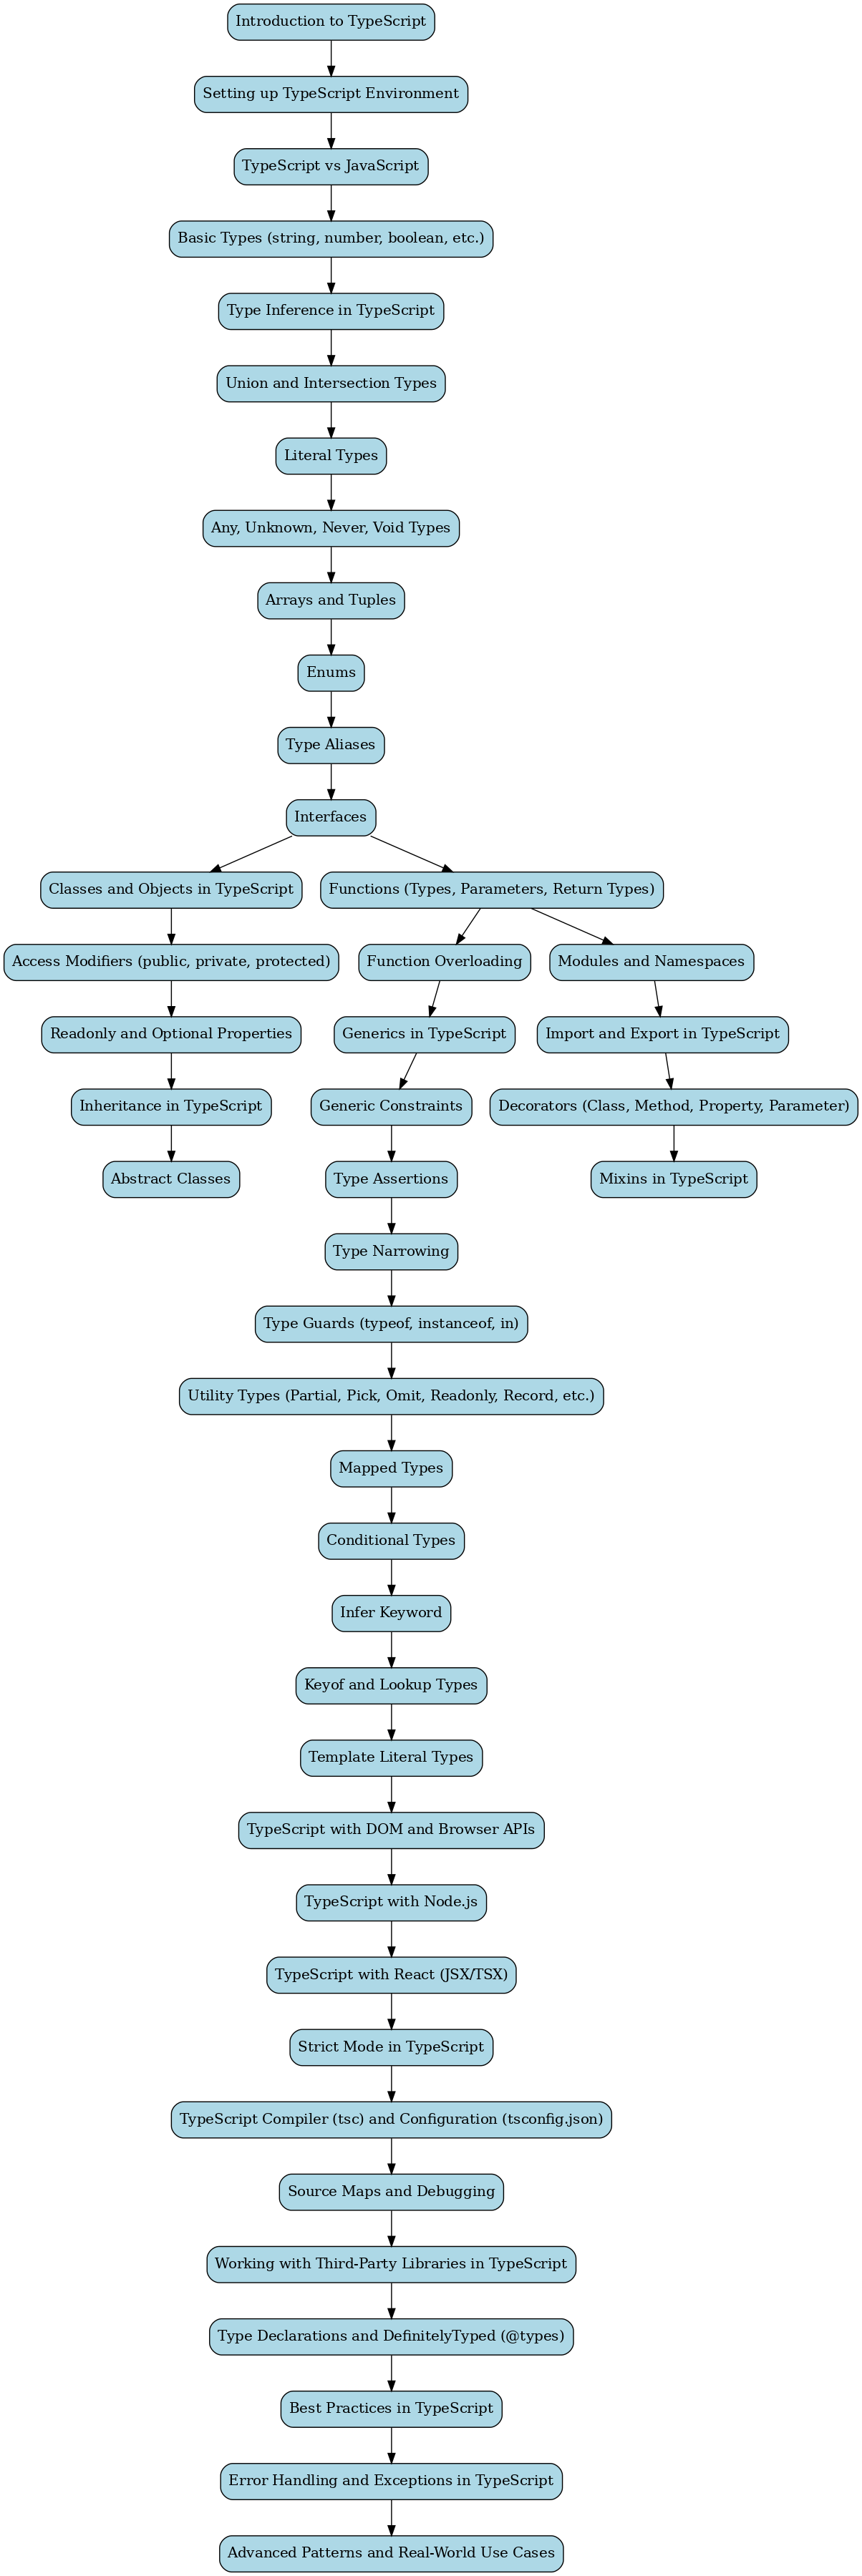 Introduction to TypeScript
Setting up TypeScript Environment
TypeScript vs JavaScript
Basic Types (string, number, boolean, etc.)
Type Inference in TypeScript
Union and Intersection Types
Literal Types
Any, Unknown, Never, Void Types
Arrays and Tuples
Enums
Type Aliases
Interfaces
Classes and Objects in TypeScript
Functions (Types, Parameters, Return Types)
Access Modifiers (public, private, protected)
Function Overloading
Modules and Namespaces
Readonly and Optional Properties
Generics in TypeScript
Import and Export in TypeScript
Inheritance in TypeScript
Generic Constraints
Decorators (Class, Method, Property, Parameter)
Abstract Classes
Type Assertions
Mixins in TypeScript
Type Narrowing
Type Guards (typeof, instanceof, in)
Utility Types (Partial, Pick, Omit, Readonly, Record, etc.)
Mapped Types
Conditional Types
Infer Keyword
Keyof and Lookup Types
Template Literal Types
TypeScript with DOM and Browser APIs
TypeScript with Node.js
TypeScript with React (JSX/TSX)
Strict Mode in TypeScript
TypeScript Compiler (tsc) and Configuration (tsconfig.json)
Source Maps and Debugging
Working with Third-Party Libraries in TypeScript
Type Declarations and DefinitelyTyped (@types)
Best Practices in TypeScript
Error Handling and Exceptions in TypeScript
Advanced Patterns and Real-World Use Cases